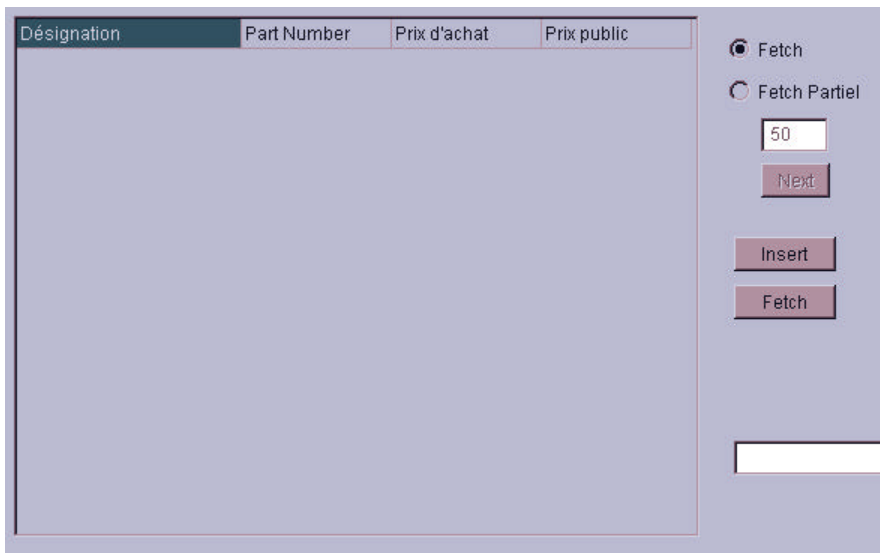 Désignation Part Number Prix d'achat Prix public
Fetch
Fetch Partiel
50
Next
Insert
Fetch